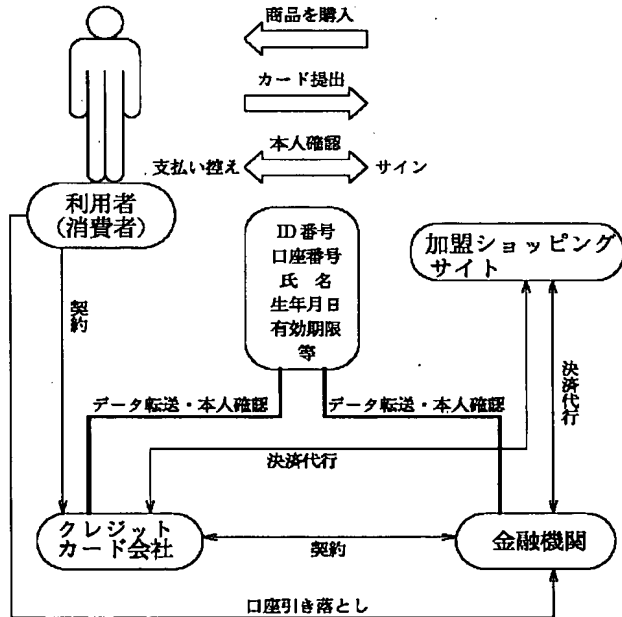 商品を購入
カード提出
本人確認
支払い控え
サイン
利用者
(消費者)
ID番号
口座番号
氏 名
生年月日
有効期限
等
加盟ショッピング
サイト
契約
データ転送・本人確認
データ転送・本人確認
決済代行
決済代行
クレジット
カード会社
契約
金融機関
口座引き落とし